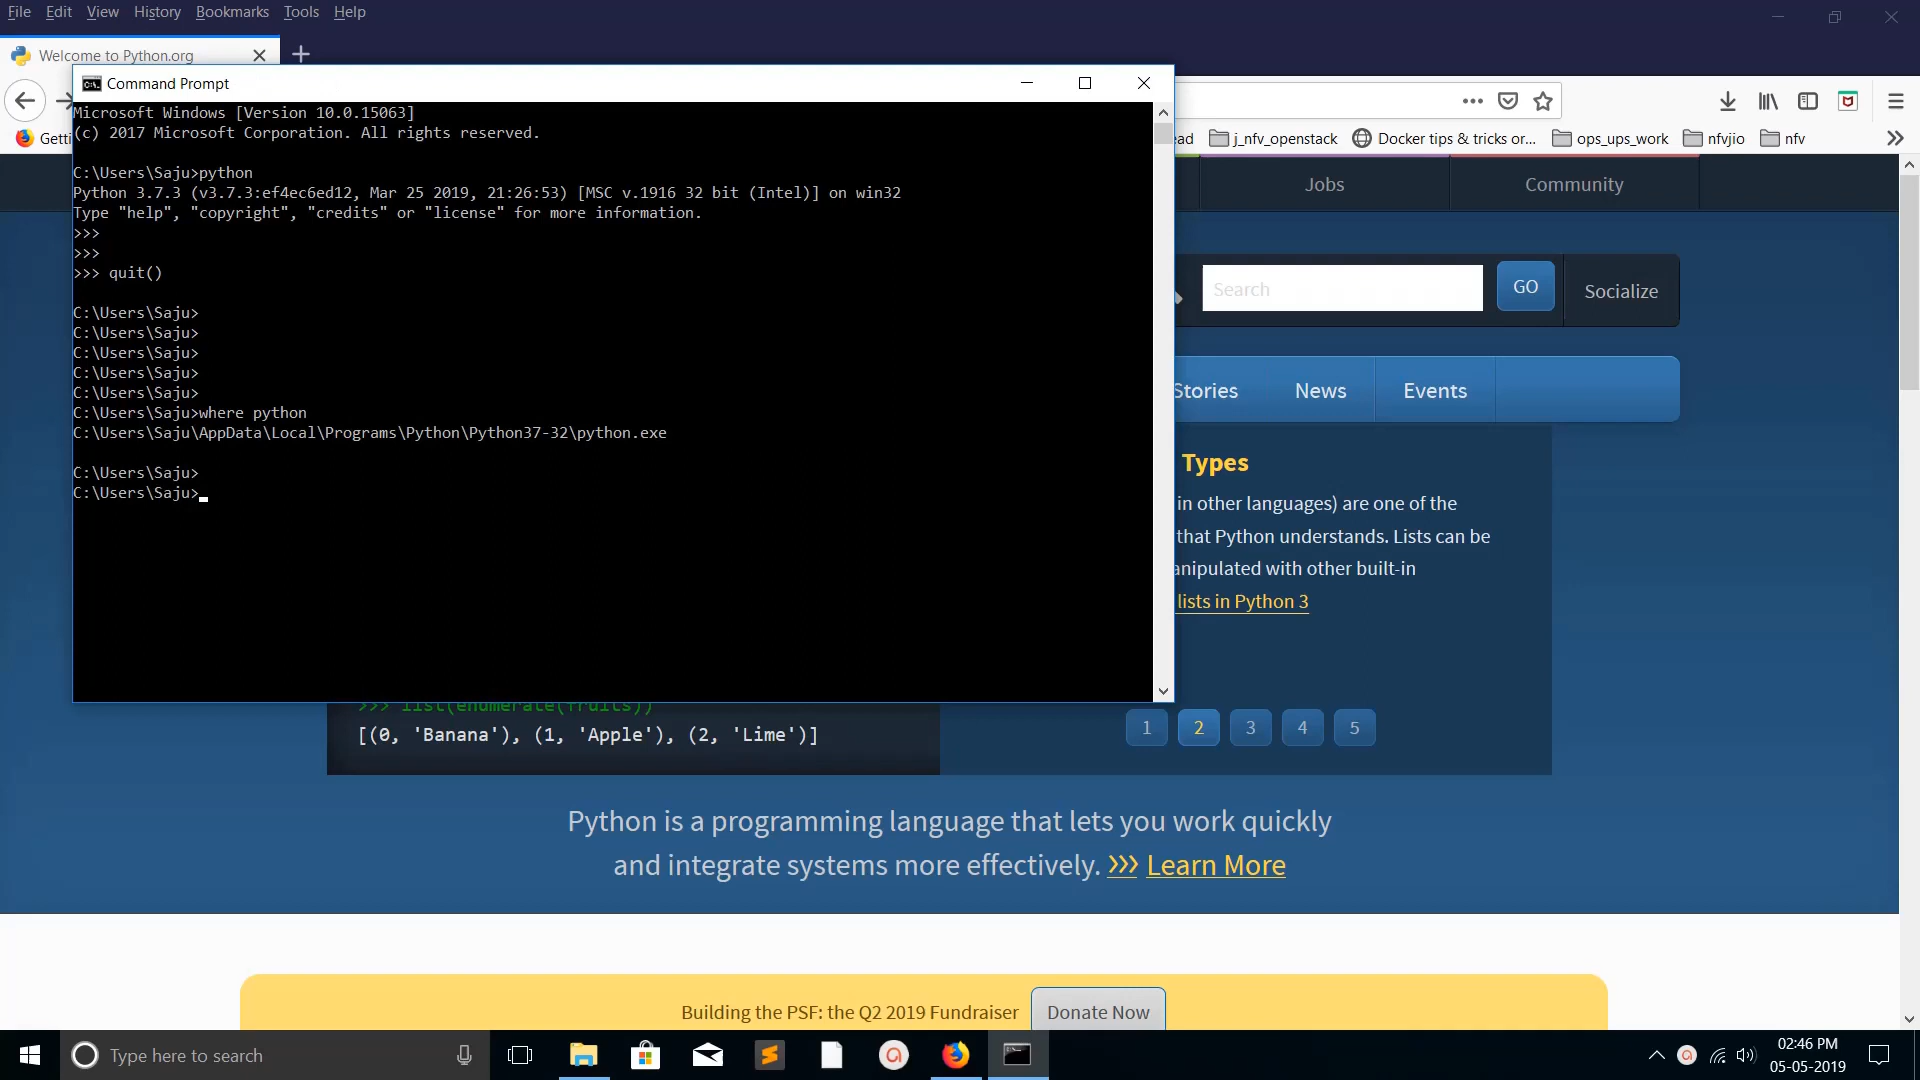 File Edit View History Bookmarks Tools Help
Welcome to Python.org
Command Prompt
Microsoft Windows [Version 10.0.15063]
(c) 2017 Microsoft Corporation. All rights reserved.
C:\Users\Saju>python
Python 3.7.3 (v3.7.3:ef4ec6ed12, Mar 25 2019, 21:26:53) [MSC v.1916 32 bit (Intel)] on win32
Type "help", "copyright", "credits" or "license" for more information.
>>>
>>>
>>> quit()
C:\Users\Saju>
C:\Users\Saju>
C:\Users\Saju>
C:\Users\Saju>
C:\Users\Saju>
C:\Users\Saju>where python
C:\Users\Saju\AppData\Local\Programs\Python\Python37-32\python.exe
C:\Users\Saju>
C:\Users\Saju>
Getti
ead j_nfv_openstack Docker tips & tricks or... ops_ups_work nfvjio nfv
Jobs Community
Search GO Socialize
Stories News Events
Types
in other languages) are one of the
that Python understands. Lists can be
anipulated with other built-in
lists in Python 3
>>> list(enumerate(fruits))
[(0, 'Banana'), (1, 'Apple'), (2, 'Lime')]
1 2 3 4 5
Python is a programming language that lets you work quickly
and integrate systems more effectively. >>> Learn More
Building the PSF: the Q2 2019 Fundraiser Donate Now
Type here to search
02:46 PM
05-05-2019